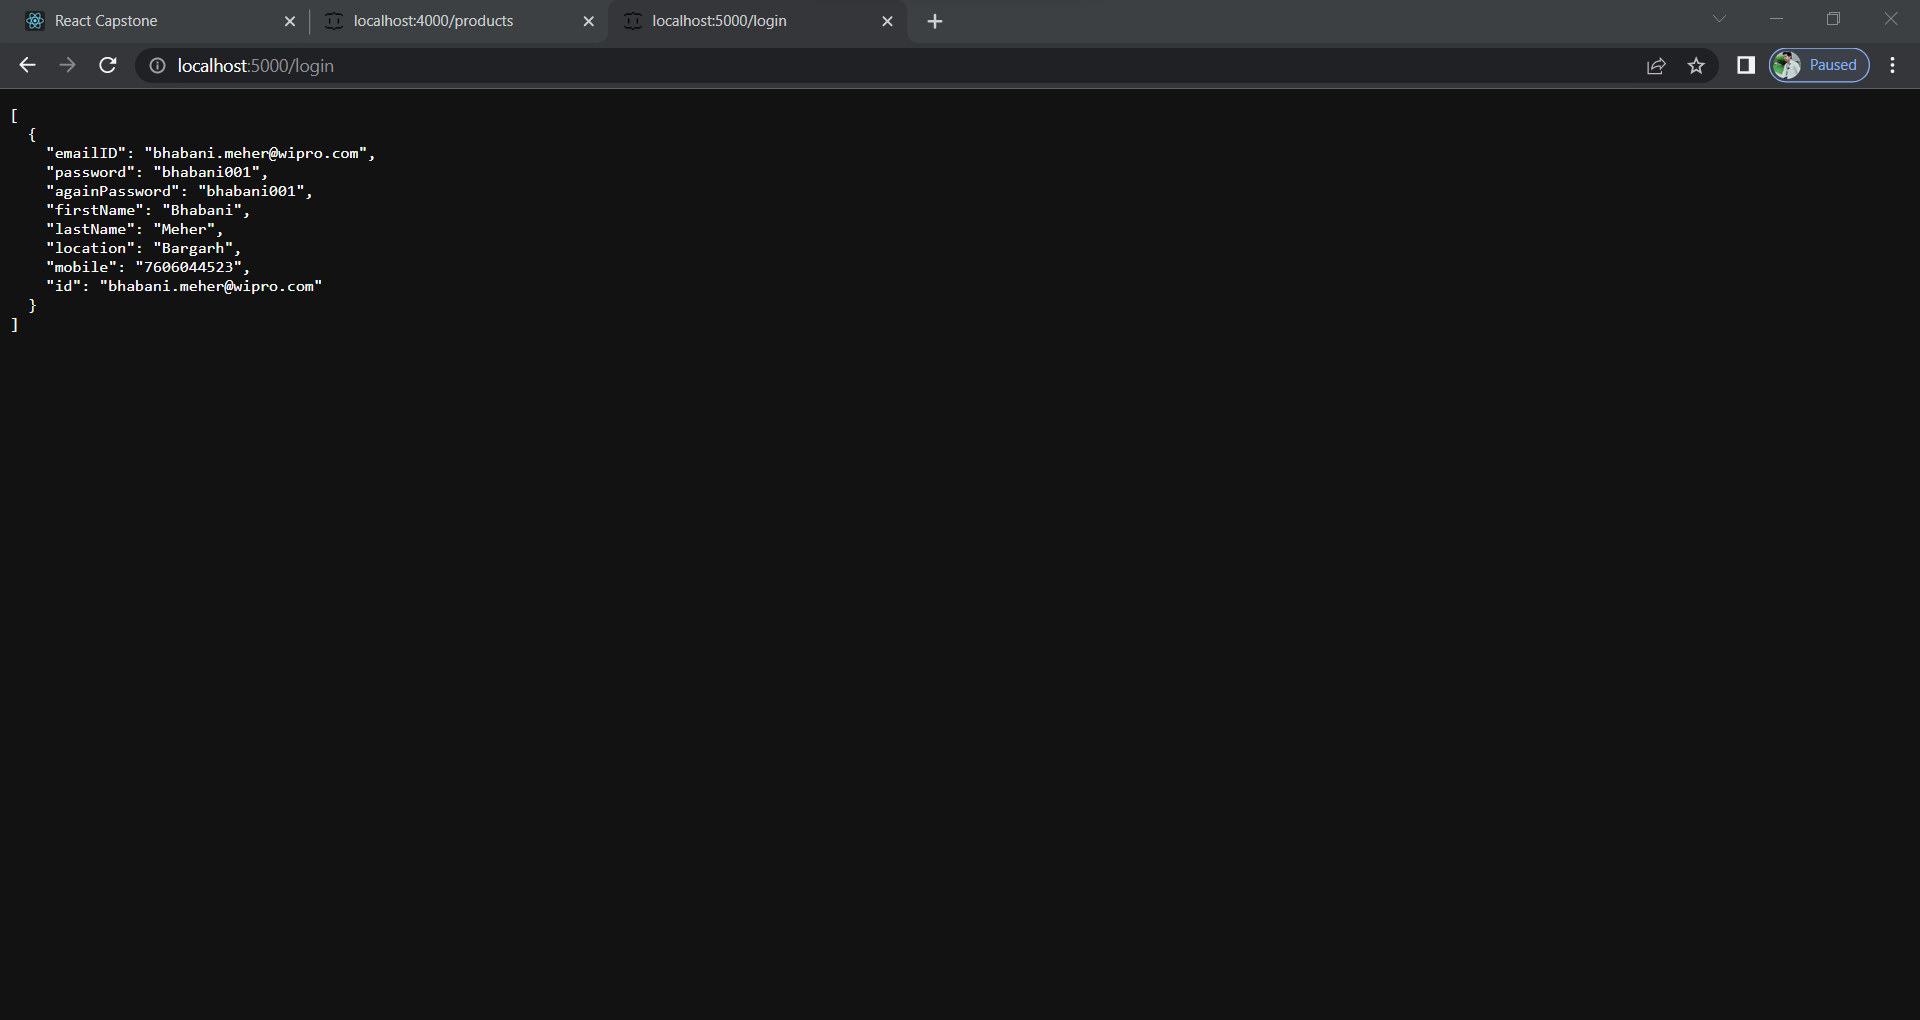 React Capstone
localhost:4000/products
localhost:5000/login
localhost:5000/login
Paused
[
  {
    "emailID": "bhabani.meher@wipro.com",
    "password": "bhabani001",
    "againPassword": "bhabani001",
    "firstName": "Bhabani",
    "lastName": "Meher",
    "location": "Bargarh",
    "mobile": "7606044523",
    "id": "bhabani.meher@wipro.com"
  }
]